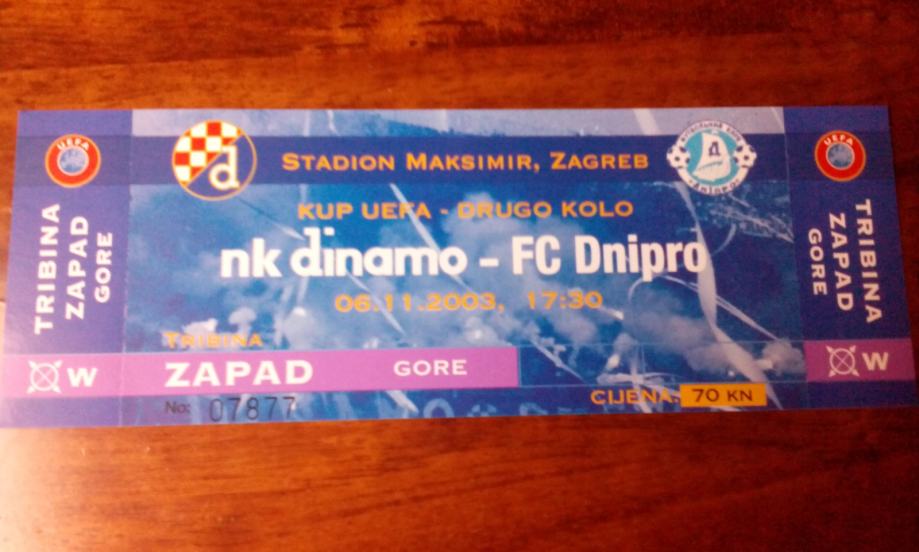 UEFA
TRIBINA
ZAPAD
GORE
W
STADION MAKSIMIR, ZAGREB
KUP UEFA - DRUGO KOLO
nk dinamo - FC Dnipro
06.11.2003, 17:30
TRIBINA
ZAPAD GORE
No: 07877
CIJENA: 70 KN
UEFA
TRIBINA
ZAPAD
GORE
W